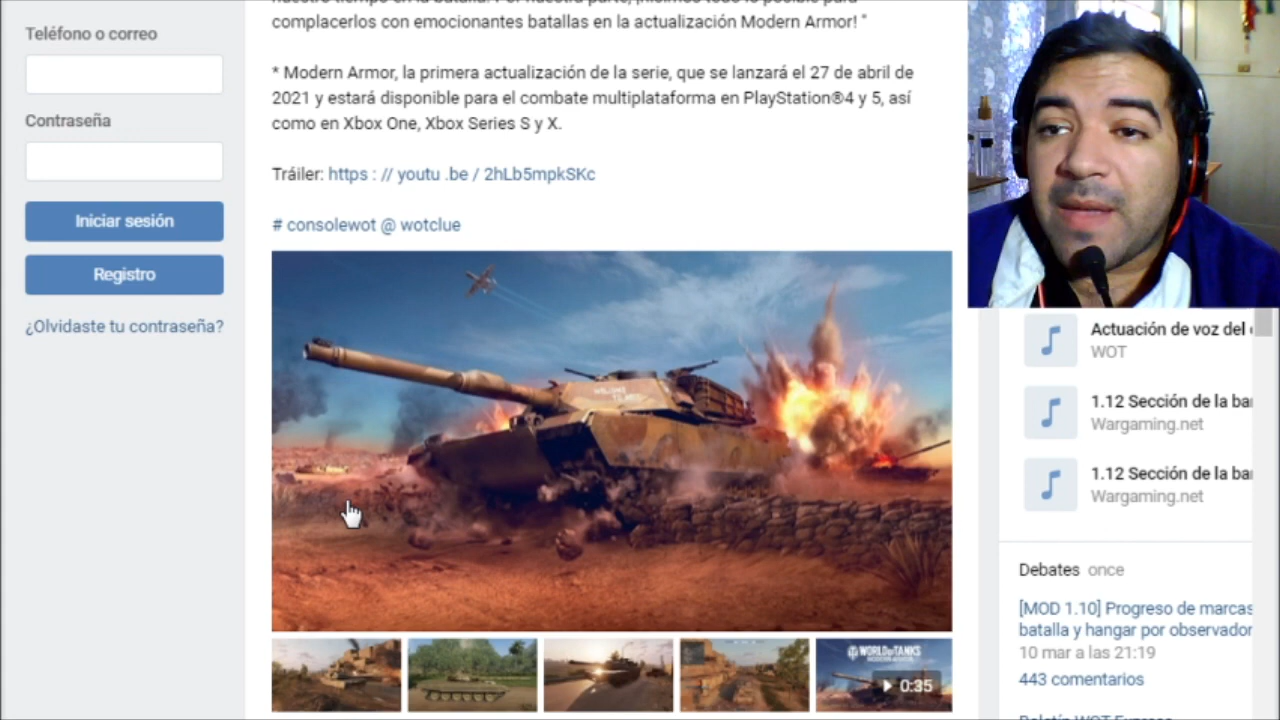 Teléfono o correo
Contraseña
Iniciar sesión
Registro
¿Olvidaste tu contraseña?
complacerlos con emocionantes batallas en la actualización Modern Armor! "
* Modern Armor, la primera actualización de la serie, que se lanzará el 27 de abril de
2021 y estará disponible para el combate multiplataforma en PlayStation®4 y 5, así
como en Xbox One, Xbox Series S y X.
Tráiler: https : // youtu .be / 2hLb5mpkSKc
# consolewot @ wotclue
WORLD OF TANKS
MODERN ARMOR
0:35
Actuación de voz del
WOT
1.12 Sección de la
Wargaming.net
1.12 Sección de la
Wargaming.net
Debates once
[MOD 1.10] Progreso de marcas
batalla y hangar por observador
10 mar a las 21:19
443 comentarios